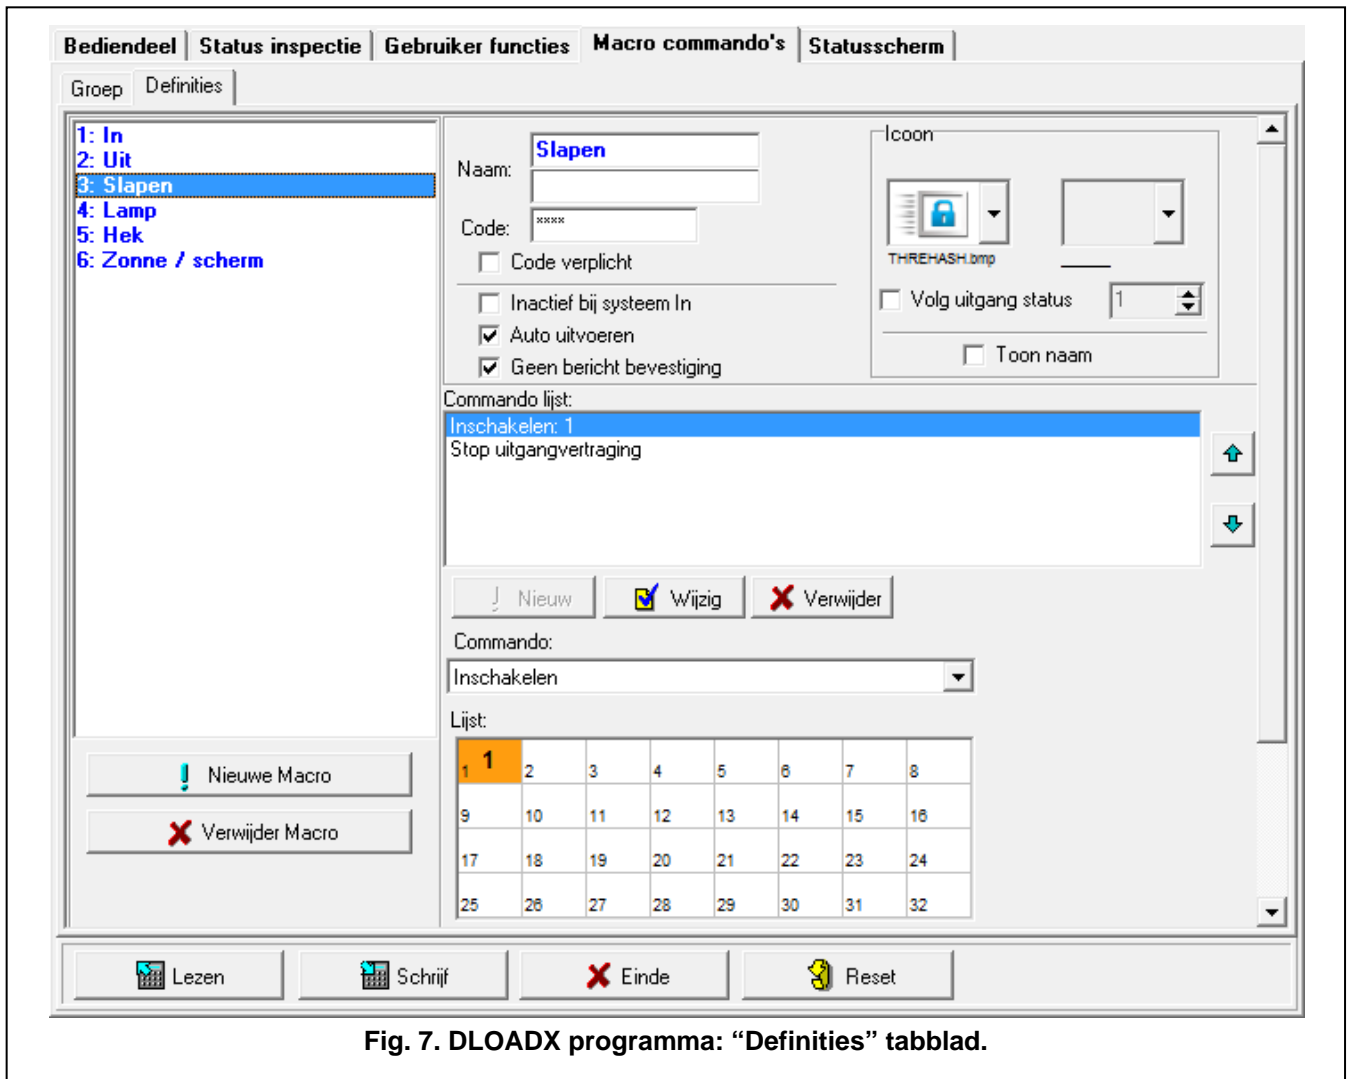 Bediendeel Status inspectie Gebruiker functies Macro commando's Statusscherm
Groep Definities
1: In
2: Uit
3: Slapen
4: Lamp
5: Hek
6: Zonne / scherm
Nieuwe Macro
Verwijder Macro
Naam: Slapen
Code: ****
Code verplicht
Inactief bij systeem In
Auto uitvoeren
Geen bericht bevestiging
Icoon
THREHASH.bmp
Volg uitgang status 1
Toon naam
Commando lijst:
Inschakelen: 1
Stop uitgangvertraging
Nieuw Wijzig Verwijder
Commando:
Inschakelen
Lijst:
1 1 2 3 4 5 6 7 8
9 10 11 12 13 14 15 16
17 18 19 20 21 22 23 24
25 26 27 28 29 30 31 32
Lezen Schrijf Einde Reset
Fig. 7. DLOADX programma: “Definities” tabblad.